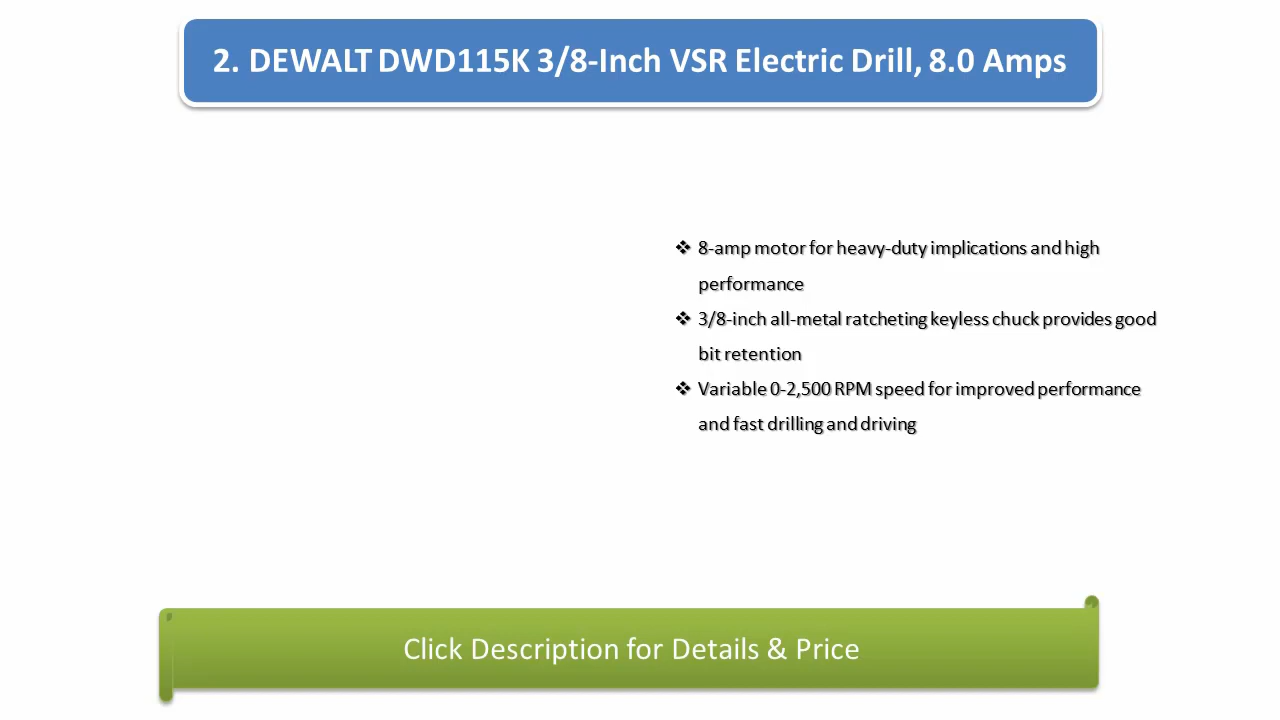 2. DEWALT DWD115K 3/8-Inch VSR Electric Drill, 8.0 Amps
❖ 8-amp motor for heavy-duty implications and high
performance
❖ 3/8-inch all-metal ratcheting keyless chuck provides good
bit retention
❖ Variable 0-2,500 RPM speed for improved performance
and fast drilling and driving
Click Description for Details & Price